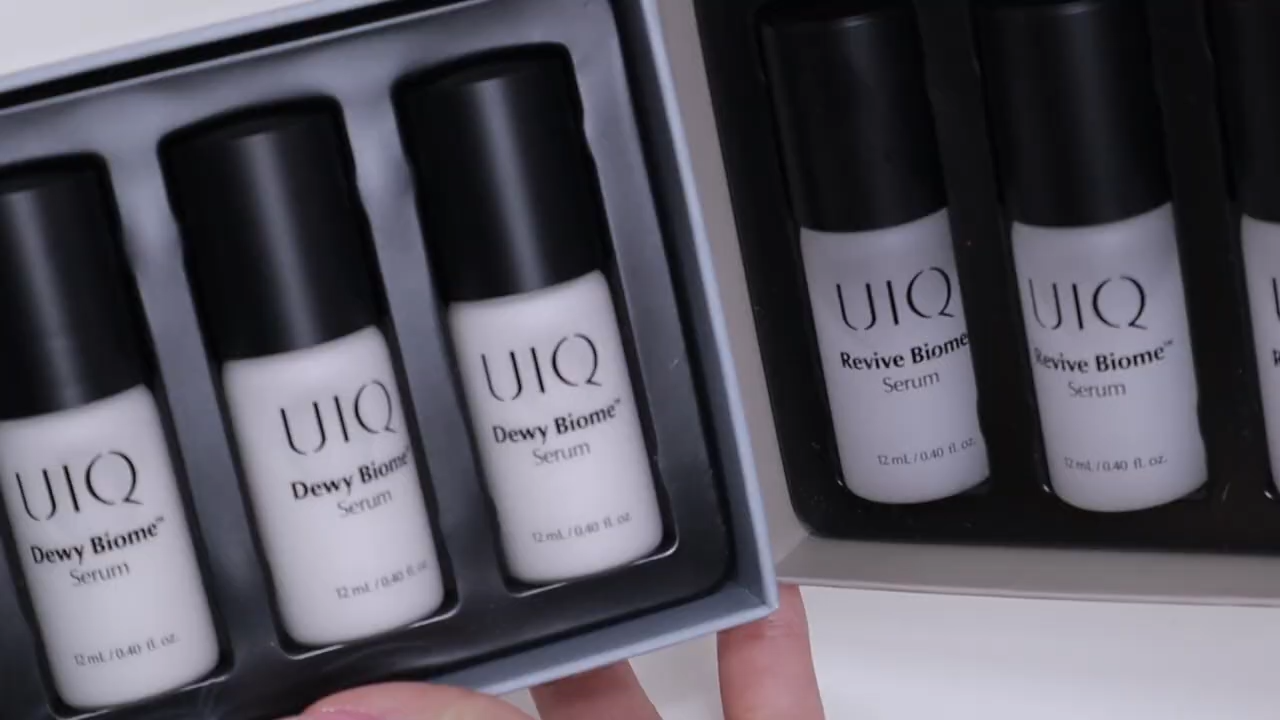 UIQ
Dewy Biome™
Serum
12 mL / 0.40 fl. oz.
UIQ
Dewy Biome™
Serum
12 mL / 0.40 fl. oz.
UIQ
Dewy Biome™
Serum
12 mL / 0.40 fl. oz.
UIQ
Revive Biome
Serum
12 mL / 0.40 fl. oz.
UIQ
Revive Biome™
Serum
12 mL / 0.40 fl. oz.